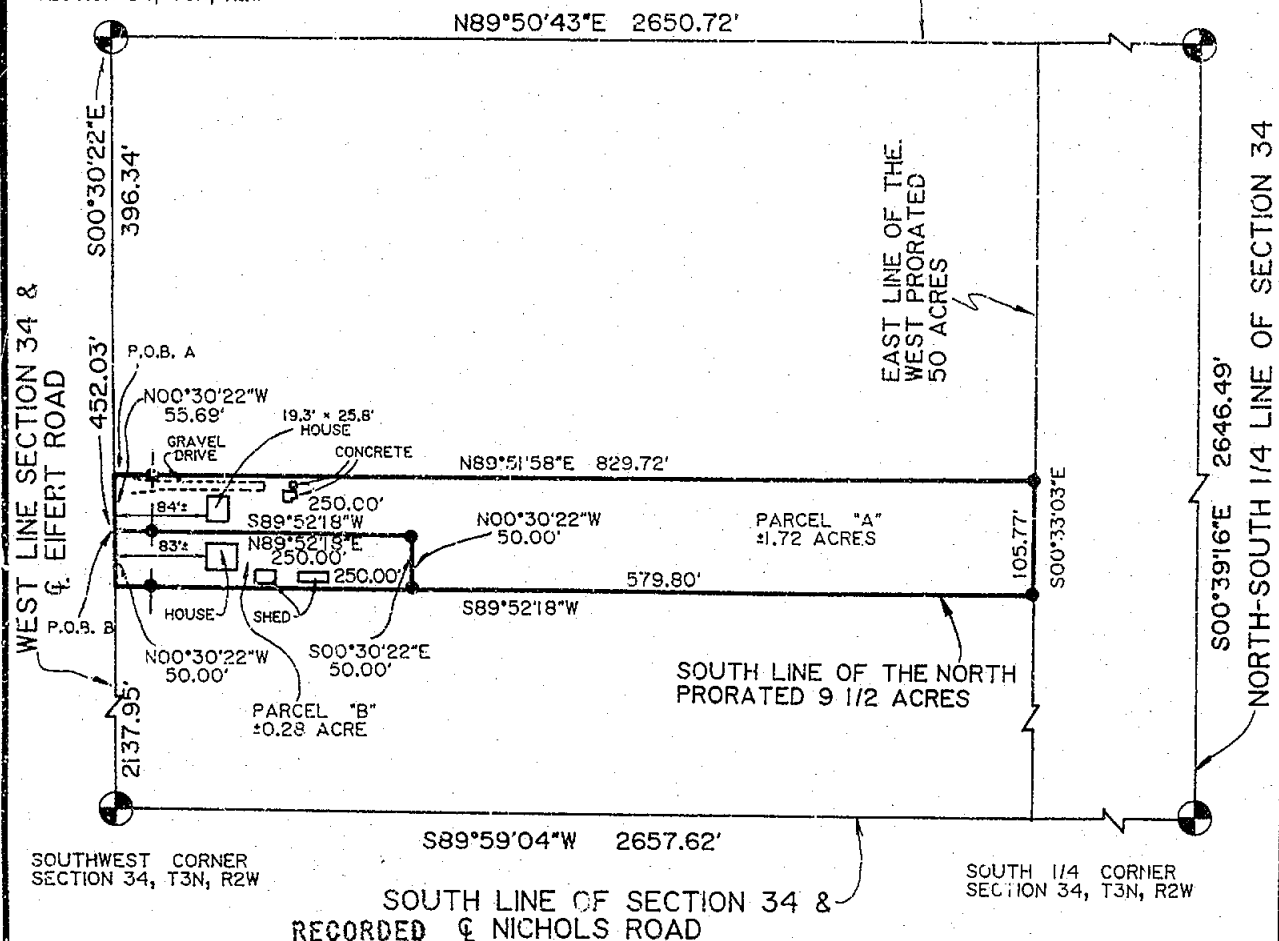 N89°50'43"E 2650.72'
S00°30'22"E
396.34'
WEST LINE SECTION 34 &
℄ EIFERT ROAD
452.03'
P.O.B. A
N00°30'22"W
55.69'
GRAVEL
DRIVE
19.3' x 25.8'
HOUSE
CONCRETE
N89°51'58"E 829.72'
EAST LINE OF THE
WEST PRORATED
50 ACRES
84'±
250.00'
S89°52'18"W
N00°30'22"W
50.00'
PARCEL "A"
±1.72 ACRES
105.77'
S00°33'03"E
83'±
N89°52'18"E
250.00'
250.00'
579.80'
S89°52'18"W
HOUSE
SHED
P.O.B. B
N00°30'22"W
50.00'
S00°30'22"E
50.00'
PARCEL "B"
±0.28 ACRE
SOUTH LINE OF THE NORTH
PRORATED 9 1/2 ACRES
2137.95'
S00°39'16"E 2646.49'
NORTH-SOUTH 1/4 LINE OF SECTION 34
S89°59'04"W 2657.62'
SOUTHWEST CORNER
SECTION 34, T3N, R2W
SOUTH 1/4 CORNER
SECTION 34, T3N, R2W
SOUTH LINE OF SECTION 34 &
RECORDED ℄ NICHOLS ROAD